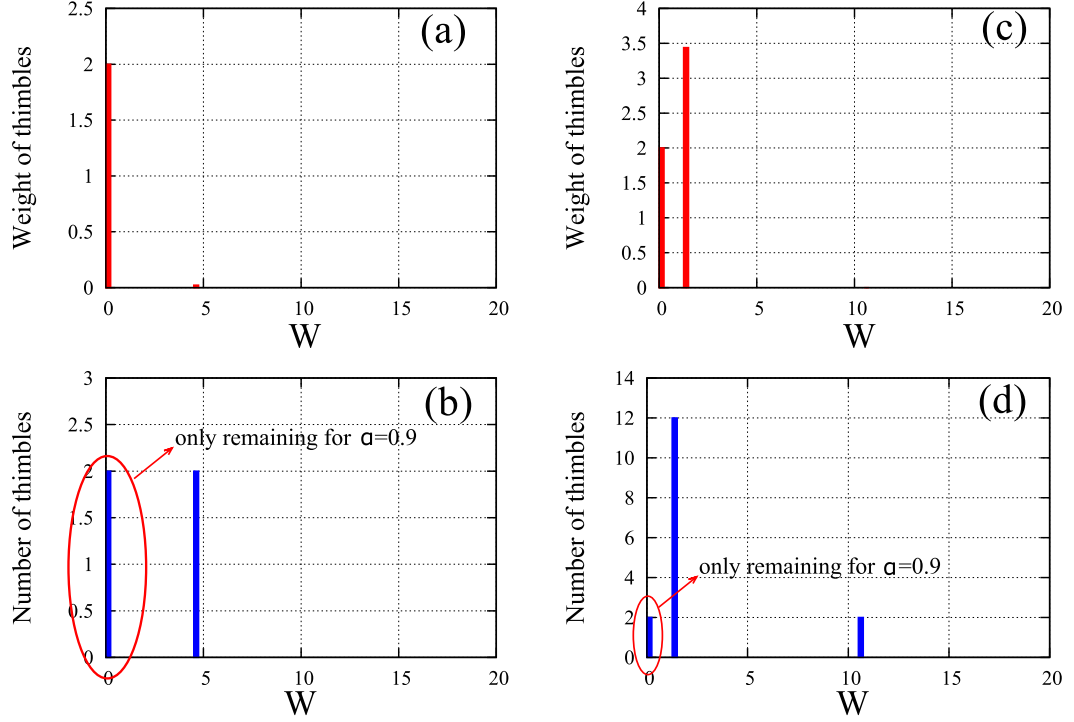 (a)
Weight of thimbles
2.5
2
1.5
1
0.5
0
0 5 10 15 20
W
(c)
Weight of thimbles
4
3.5
3
2.5
2
1.5
1
0.5
0
0 5 10 15 20
W
(b)
Number of thimbles
3
2.5
2
1.5
1
0.5
0
only remaining for α=0.9
0 5 10 15 20
W
(d)
Number of thimbles
14
12
10
8
6
4
2
0
only remaining for α=0.9
0 5 10 15 20
W